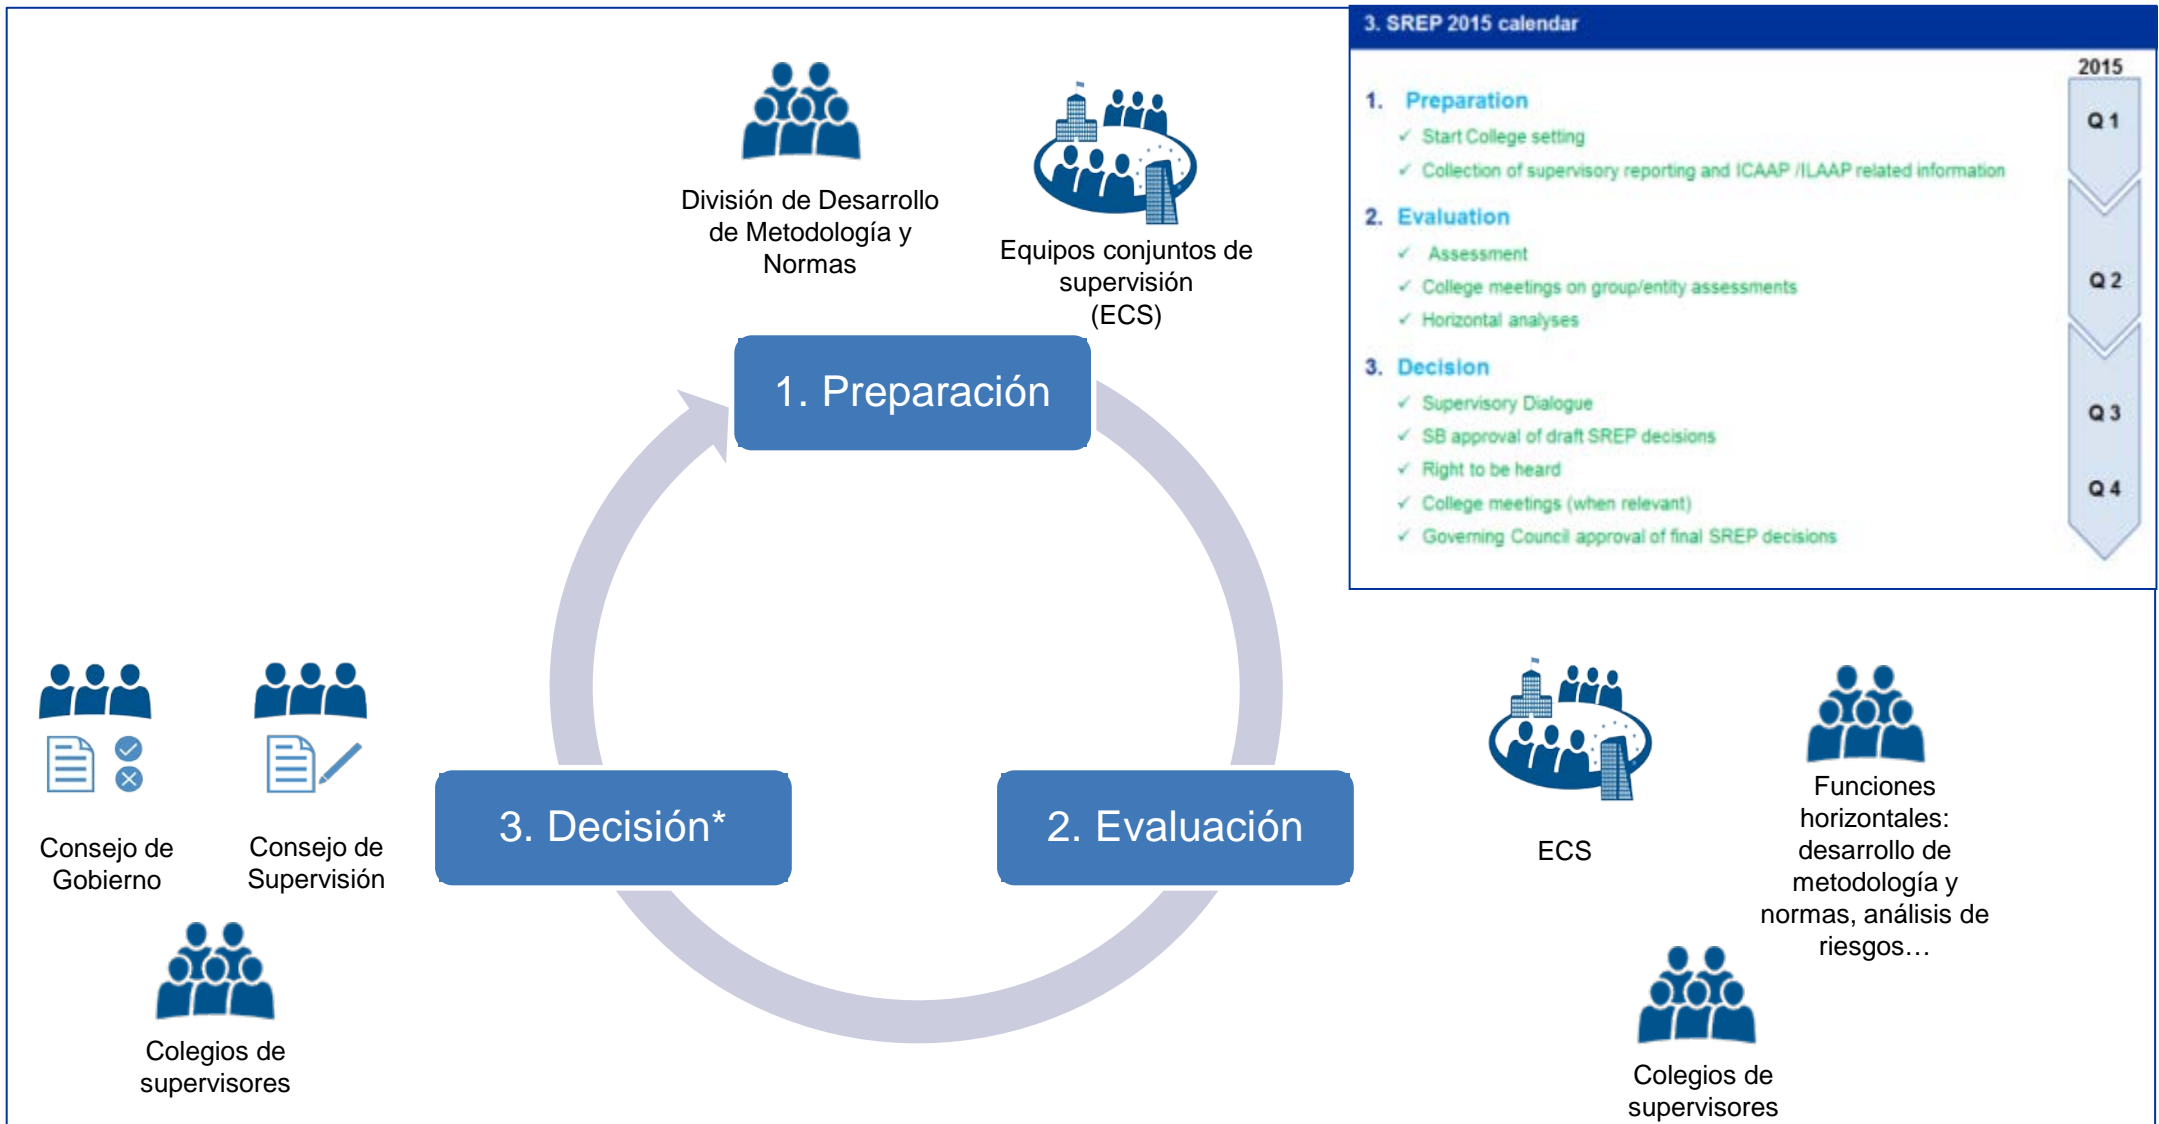 3. SREP 2015 calendar
2015
1. Preparation
✓ Start College setting
✓ Collection of supervisory reporting and ICAAP /ILAAP related information
Q 1
2. Evaluation
✓ Assessment
✓ College meetings on group/entity assessments
✓ Horizontal analyses
Q 2
3. Decision
✓ Supervisory Dialogue
✓ SB approval of draft SREP decisions
✓ Right to be heard
✓ College meetings (when relevant)
✓ Governing Council approval of final SREP decisions
Q 3
Q 4
División de Desarrollo
de Metodología y
Normas
Equipos conjuntos de
supervisión
(ECS)
1. Preparación
2. Evaluación
3. Decisión*
ECS
Funciones
horizontales:
desarrollo de
metodología y
normas, análisis de
riesgos…
Colegios de
supervisores
Consejo de
Gobierno
Consejo de
Supervisión
Colegios de
supervisores